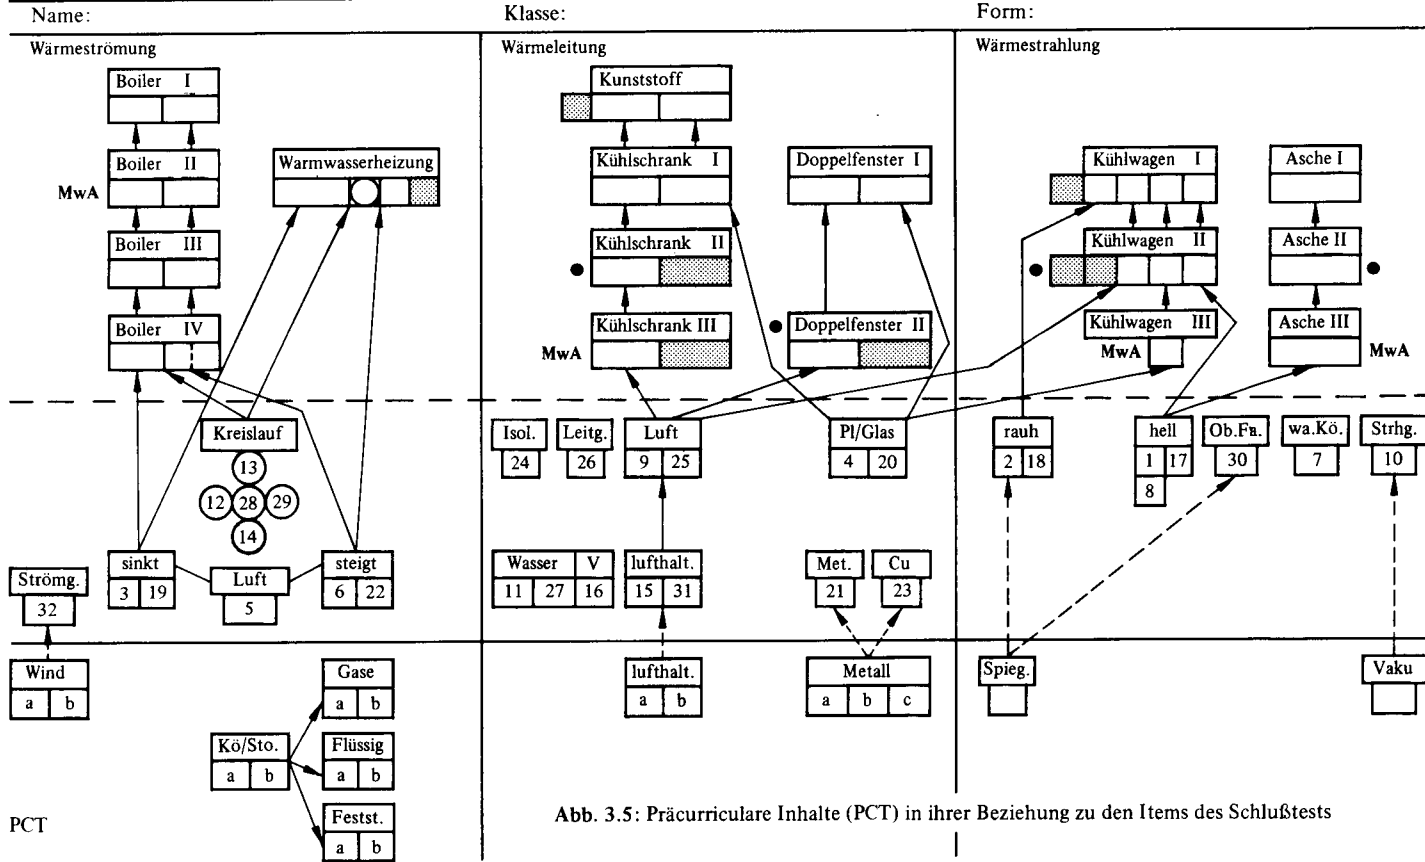 Name: Klasse: Form:
Wärmeströmung Wärmeleitung Wärmestrahlung
Boiler I Kunststoff
Boiler II Warmwasserheizung Kühlschrank I Doppelfenster I Kühlwagen I Asche I
MwA
Boiler III Kühlschrank II Kühlwagen II Asche II
Boiler IV Kühlschrank III Doppelfenster II Kühlwagen III Asche III
MwA MwA MwA
Kreislauf Isol. Leitg. Luft Pl/Glas rauh hell Ob.Fa. wa.Kö. Strhg.
24 26 9 25 4 20 2 18 1 17 30 7 10
13 8
12 28 29
14
sinkt Luft steigt Wasser V lufthalt. Met. Cu
Strömg. 3 19 5 6 22 11 27 16 15 31 21 23
32
Wind Gase lufthalt. Metall Spieg. Vaku
a b a b a b a b c
Kö/Sto. Flüssig
a b a b
Festst.
PCT Abb. 3.5: Präcurriculare Inhalte (PCT) in ihrer Beziehung zu den Items des Schlußtests
a b